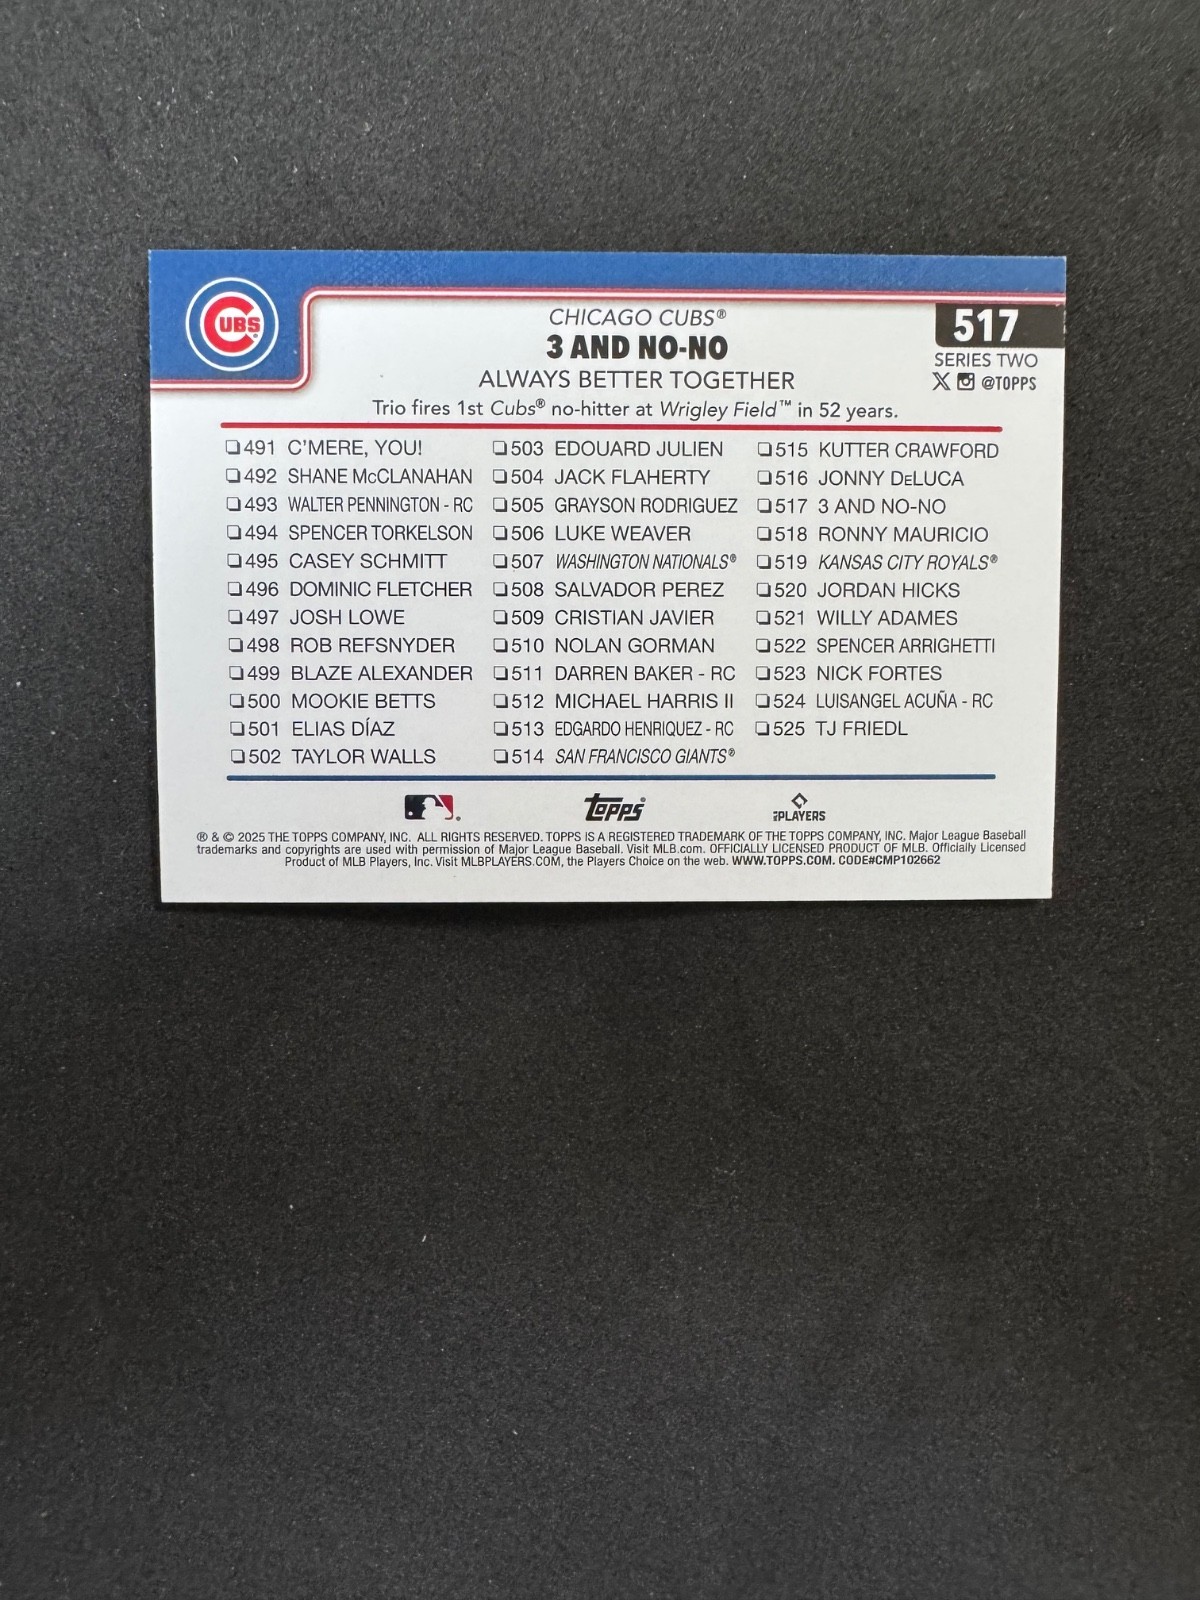 CUBS
CHICAGO CUBS®
517
3 AND NO-NO
SERIES TWO
ALWAYS BETTER TOGETHER
@TOPPS
Trio fires 1st Cubs® no-hitter at Wrigley Field™ in 52 years.
491 C'MERE, YOU!
492 SHANE McCLANAHAN
493 WALTER PENNINGTON - RC
494 SPENCER TORKELSON
495 CASEY SCHMITT
496 DOMINIC FLETCHER
497 JOSH LOWE
498 ROB REFSNYDER
499 BLAZE ALEXANDER
500 MOOKIE BETTS
501 ELIAS DÍAZ
502 TAYLOR WALLS
503 EDOUARD JULIEN
504 JACK FLAHERTY
505 GRAYSON RODRIGUEZ
506 LUKE WEAVER
507 WASHINGTON NATIONALS®
508 SALVADOR PEREZ
509 CRISTIAN JAVIER
510 NOLAN GORMAN
511 DARREN BAKER - RC
512 MICHAEL HARRIS II
513 EDGARDO HENRIQUEZ - RC
514 SAN FRANCISCO GIANTS®
515 KUTTER CRAWFORD
516 JONNY DeLUCA
517 3 AND NO-NO
518 RONNY MAURICIO
519 KANSAS CITY ROYALS®
520 JORDAN HICKS
521 WILLY ADAMES
522 SPENCER ARRIGHETTI
523 NICK FORTES
524 LUISANGEL ACUÑA - RC
525 TJ FRIEDL
Topps®
MLBPLAYERS
® & © 2025 THE TOPPS COMPANY, INC. ALL RIGHTS RESERVED. TOPPS IS A REGISTERED TRADEMARK OF THE TOPPS COMPANY, INC. Major League Baseball
trademarks and copyrights are used with permission of Major League Baseball. Visit MLB.com. OFFICIALLY LICENSED PRODUCT OF MLB. Officially Licensed
Product of MLB Players, Inc. Visit MLBPLAYERS.COM, the Players Choice on the web. WWW.TOPPS.COM. CODE#CMP102662